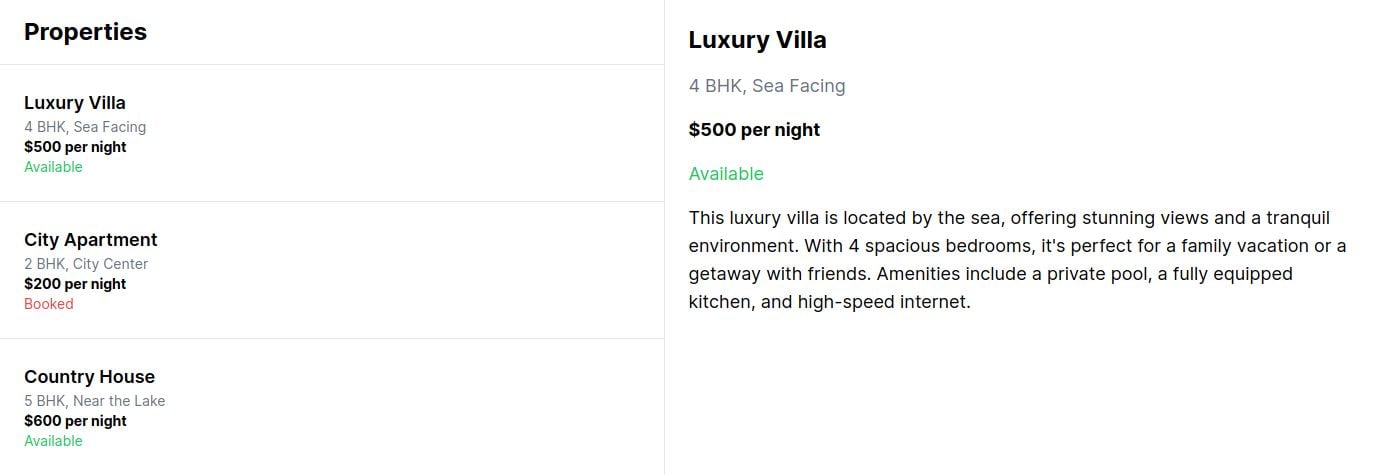 Properties
Luxury Villa
4 BHK, Sea Facing
$500 per night
Available
City Apartment
2 BHK, City Center
$200 per night
Booked
Country House
5 BHK, Near the Lake
$600 per night
Available
Luxury Villa
4 BHK, Sea Facing
$500 per night
Available
This luxury villa is located by the sea, offering stunning views and a tranquil
environment. With 4 spacious bedrooms, it's perfect for a family vacation or a
getaway with friends. Amenities include a private pool, a fully equipped
kitchen, and high-speed internet.